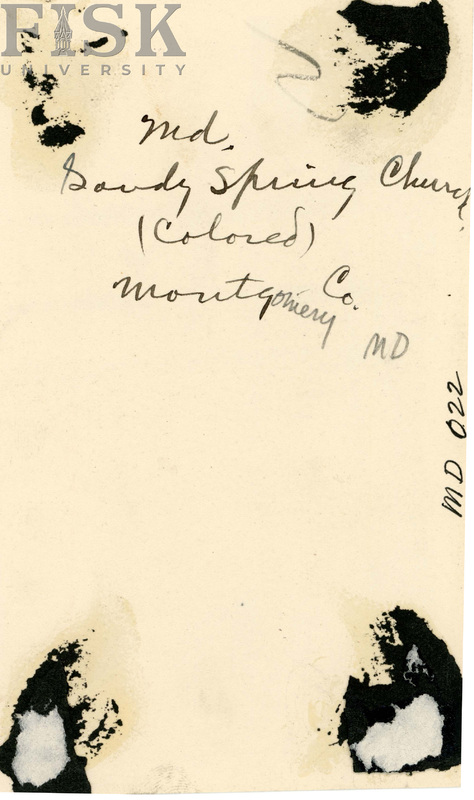 FISK
UNIVERSITY
Md.
Sandy Spring Church
(Colored)
Montgomery Co.
MD
MD 022